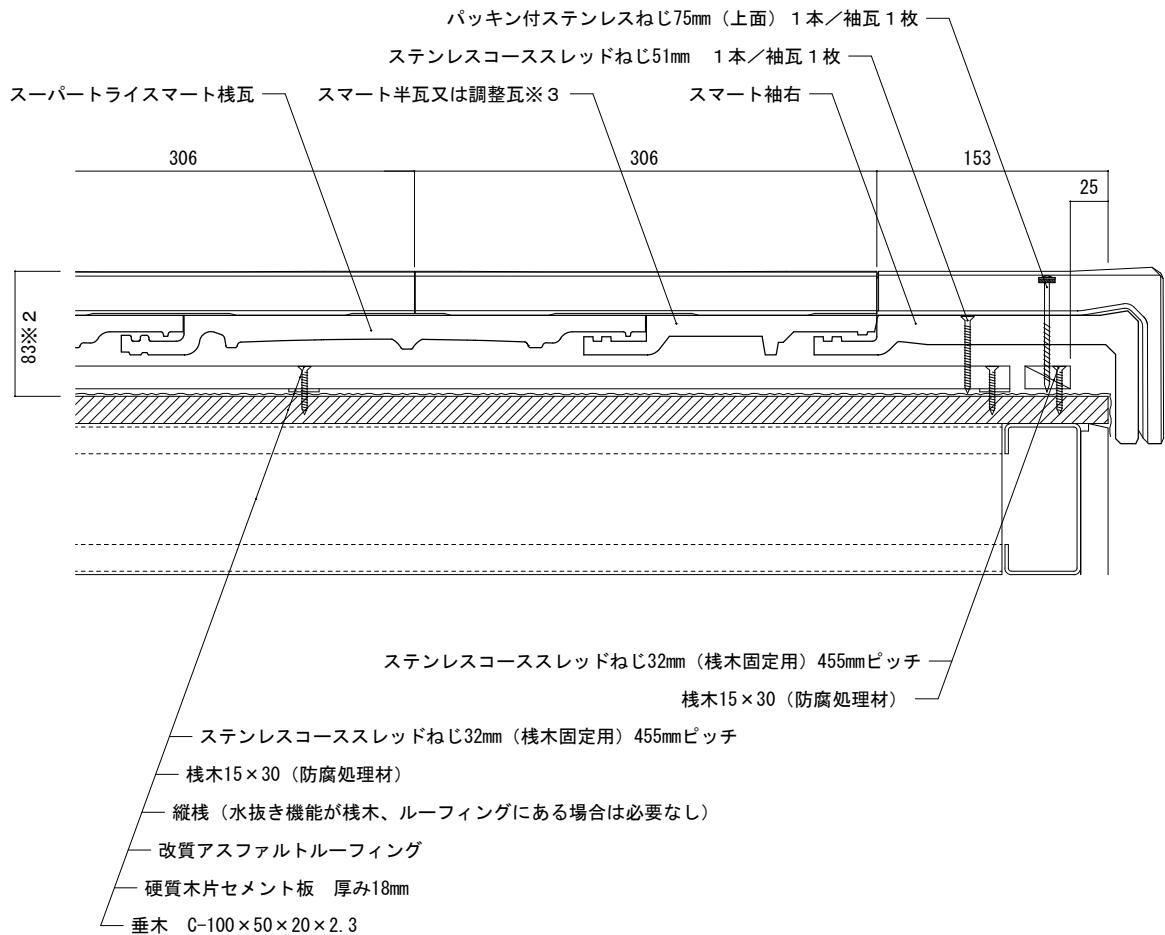 パッキン付ステンレスねじ75mm（上面）１本／袖瓦１枚
ステンレスコーススレッドねじ51mm　１本／袖瓦１枚
スーパートライスマート桟瓦
スマート半瓦又は調整瓦※３
スマート袖右
306
306
153
25
83※2
ステンレスコーススレッドねじ32mm（桟木固定用）455mmピッチ
桟木15×30（防腐処理材）
ステンレスコーススレッドねじ32mm（桟木固定用）455mmピッチ
桟木15×30（防腐処理材）
縦桟（水抜き機能が桟木、ルーフィングにある場合は必要なし）
改質アスファルトルーフィング
硬質木片セメント板　厚み18mm
垂木　C-100×50×20×2.3